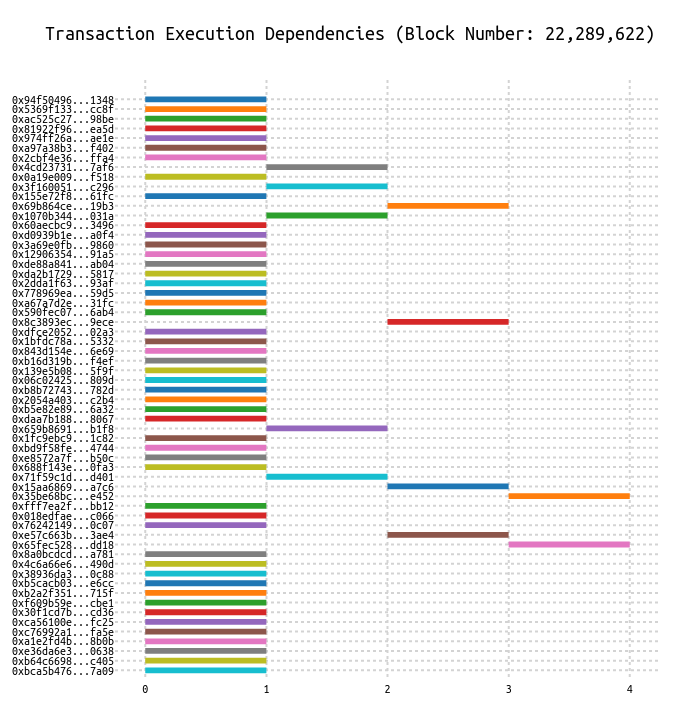 Transaction Execution Dependencies (Block Number: 22,289,622)
0x94f50496...1348
0x5369f133...cc8f
0xac525c27...98be
0x81922f96...ea5d
0x974ff26a...ae1e
0xa97a38b3...f402
0x2cbf4e36...ffa4
0x4cd23731...7af6
0x0a19e009...f518
0x3f160051...c296
0x155e72f8...61fc
0x69b864ce...19b3
0x1070b344...031a
0x60aecbc9...3496
0xd0939b1e...a0f4
0x3a69e0fb...9860
0x12906354...91a5
0xde88a841...ab04
0xda2b1729...5817
0x2dda1f63...93af
0x778969ea...59d5
0xa67a7d2e...31fc
0x590fec07...6ab4
0x8c3893ec...9ece
0xdfce2052...02a3
0x1bfdc78a...5332
0x843d154e...6e69
0xb16d319b...f4ef
0x139e5b08...5f9f
0x06c02425...809d
0xb8b72743...782d
0x2054a403...c2b4
0xb5e82e89...6a32
0xdaa7b188...8067
0x659b8691...b1f8
0x1fc9ebc9...1c82
0xbd9f58fe...4744
0xe8572a7f...b50c
0x688f143e...0fa3
0x71f59c1d...d401
0x15aa6869...a7c6
0x35be68bc...e452
0xfff7ea2f...bb12
0x018edfae...c066
0x76242149...0c07
0xe57c663b...3ae4
0x65fec528...dd18
0x8a0bcdcd...a781
0x4c6a66e6...490d
0x38936da3...0c88
0xb5cacb03...e6cc
0xb2a2f351...715f
0xf609b59e...cbe1
0x30f1cd7b...cd36
0xca56100e...fc25
0xc76992a1...fa5e
0xa1e2fd4b...8b0b
0xe36da6e3...0638
0xb64c6698...c405
0xbca5b476...7a09
0 1 2 3 4